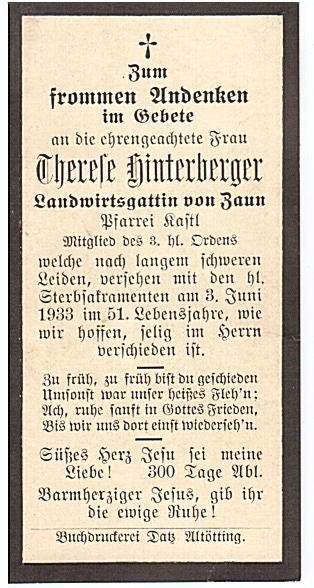 Zum
frommen Andenken
im Gebete
an die ehrengeachtete Frau
Therese Hinterberger
Landwirtsgattin von Zaun
Pfarrei Kastl
Mitglied des 3. hl. Ordens
welche nach langem schweren
Leiden, versehen mit den hl.
Sterbsakramenten am 3. Juni
1933 im 51. Lebensjahre, wie
wir hoffen, selig im Herrn
verschieden ist.
Zu früh, zu früh bist du geschieden
Umsonst war unser heißes Fleh'n;
Ach, ruhe sanft in Gottes Frieden,
Bis wir uns dort einst wiederseh'n.
Süßes Herz Jesu sei meine
Liebe! 300 Tage Abl.
Barmherziger Jesus, gib ihr
die ewige Ruhe!
Buchdruckerei Datz Altötting.